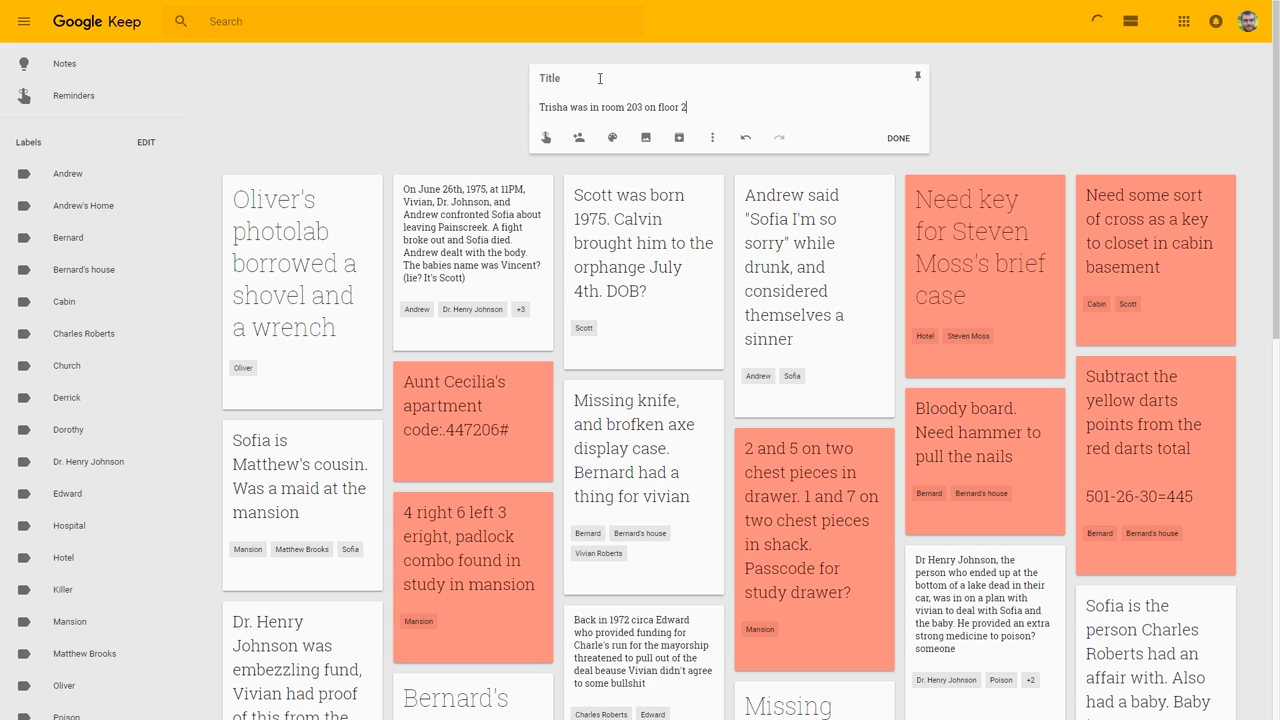 Google Keep
Search
Notes
Reminders
Labels
EDIT
Andrew
Andrew's Home
Bernard
Bernard's house
Cabin
Charles Roberts
Church
Derrick
Dorothy
Dr. Henry Johnson
Edward
Hospital
Hotel
Killer
Mansion
Matthew Brooks
Oliver
Poison
Title
Trisha was in room 203 on floor 2
DONE
Oliver's
photolab
borrowed a
shovel and
a wrench
Oliver
Sofia is
Matthew's cousin.
Was a maid at the
mansion
Mansion
Matthew Brooks
Sofia
Dr. Henry
Johnson was
embezzling fund,
Vivian had proof
of this from the
On June 26th, 1975, at 11PM,
Vivian, Dr. Johnson, and
Andrew confronted Sofia about
leaving Painscreek. A fight
broke out and Sofia died.
Andrew dealt with the body.
The babies name was Vincent?
(lie? It's Scott)
Andrew
Dr. Henry Johnson
+3
Aunt Cecilia's
apartment
code:.447206#
4 right 6 left 3
eright, padlock
combo found in
study in mansion
Mansion
Bernard's
Scott was born
1975. Calvin
brought him to the
orphange July
4th. DOB?
Scott
Missing knife,
and brofken axe
display case.
Bernard had a
thing for vivian
Bernard
Bernard's house
Vivian Roberts
Back in 1972 circa Edward
who provided funding for
Charle's run for the mayorship
threatened to pull out of the
deal beause Vivian didn't agree
to some bullshit
Charles Roberts
Edward
Andrew said
"Sofia I'm so
sorry" while
drunk, and
considered
themselves a
sinner
Andrew
Sofia
2 and 5 on two
chest pieces in
drawer. 1 and 7 on
two chest pieces
in shack.
Passcode for
study drawer?
Mansion
Missing
Need key
for Steven
Moss's brief
case
Hotel
Steven Moss
Bloody board.
Need hammer to
pull the nails
Bernard
Bernard's house
Dr Henry Johnson, the
person who ended up at the
bottom of a lake dead in their
car, was in on a plan with
vivian to deal with Sofia and
the baby. He provided an extra
strong medicine to poison?
someone
Dr. Henry Johnson
Poison
+2
Need some sort
of cross as a key
to closet in cabin
basement
Cabin
Scott
Subtract the
yellow darts
points from the
red darts total
501-26-30=445
Bernard
Bernard's house
Sofia is the
person Charles
Roberts had an
affair with. Also
had a baby. Baby